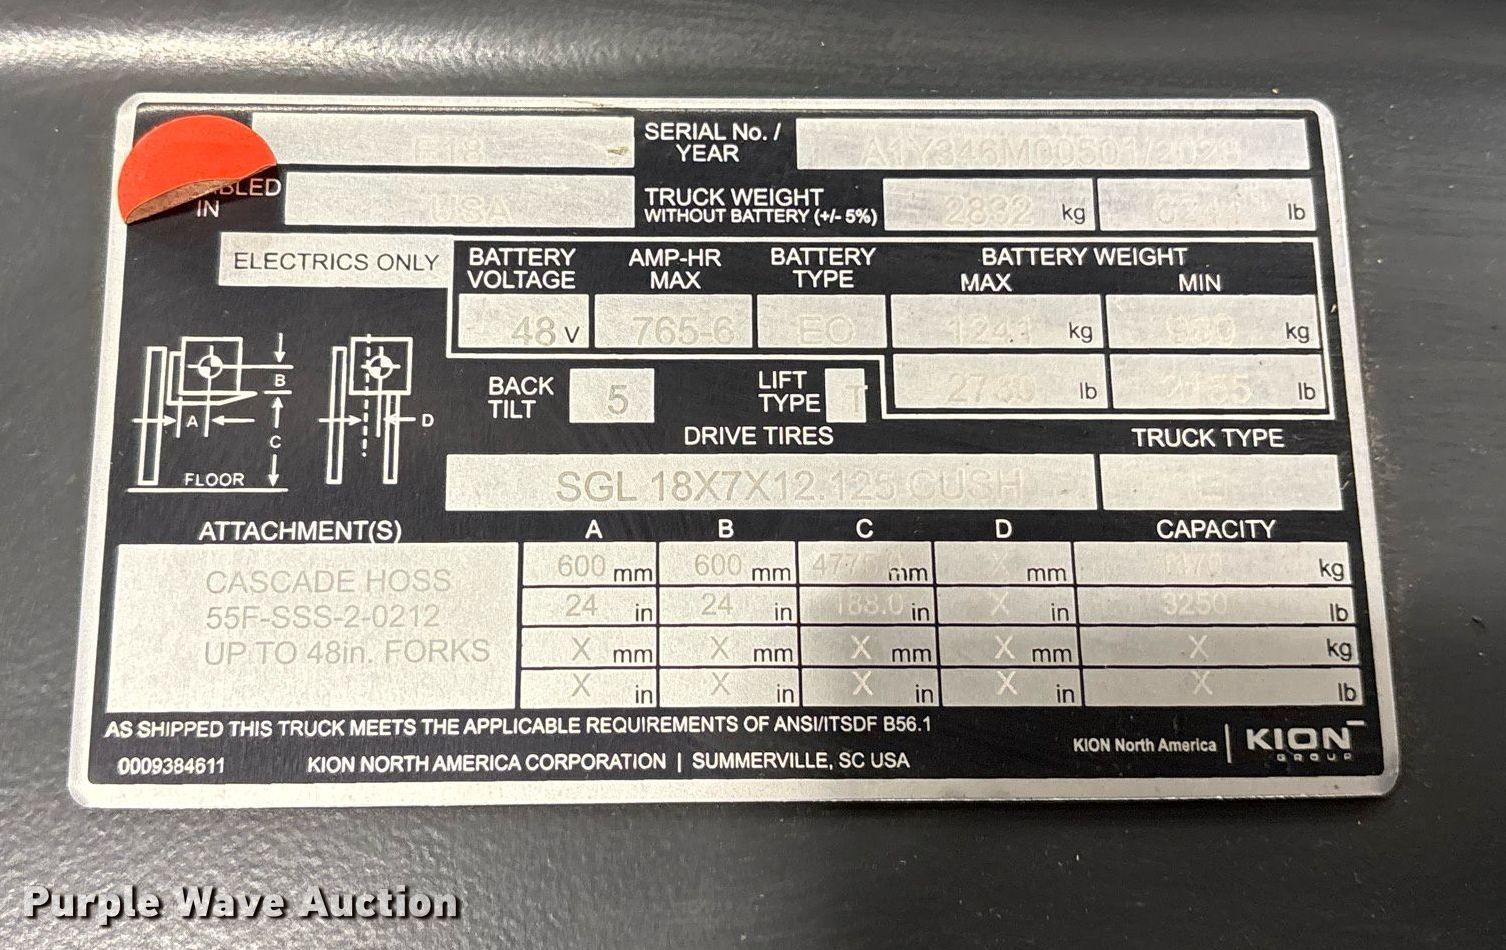 E18
SERIAL No. / YEAR
BLED IN
USA
TRUCK WEIGHT
WITHOUT BATTERY (+/- 5%)
2832 kg
lb
ELECTRICS ONLY
BATTERY VOLTAGE
AMP-HR MAX
BATTERY TYPE
BATTERY WEIGHT
MAX
MIN
48 V
765-6
EO
kg
kg
lb
lb
BACK TILT
5
LIFT TYPE
T
A
B
C
D
FLOOR
DRIVE TIRES
TRUCK TYPE
SGL 18X7X12.125 CUSH
E
ATTACHMENT(S)
A B C D CAPACITY
CASCADE HOSS
55F-SSS-2-0212
UP TO 48in. FORKS
600 mm 600 mm mm X mm kg
24 in 24 in 188.0 in X in 3250 lb
X mm X mm X mm X mm X kg
X in X in X in X in X lb
AS SHIPPED THIS TRUCK MEETS THE APPLICABLE REQUIREMENTS OF ANSI/ITSDF B56.1
0009384611
KION NORTH AMERICA CORPORATION | SUMMERVILLE, SC USA
KION North America
KION
GROUP
Purple Wave Auction